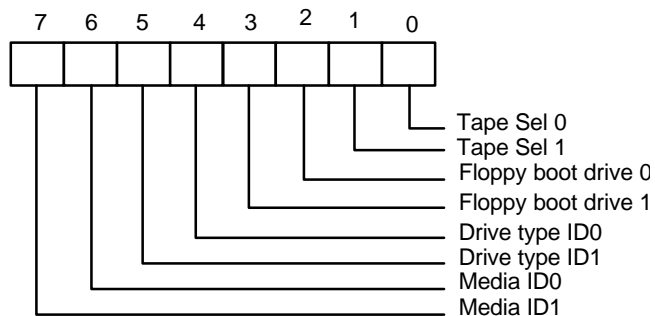 7 6 5 4 3 2 1 0
Tape Sel 0
Tape Sel 1
Floppy boot drive 0
Floppy boot drive 1
Drive type ID0
Drive type ID1
Media ID0
Media ID1